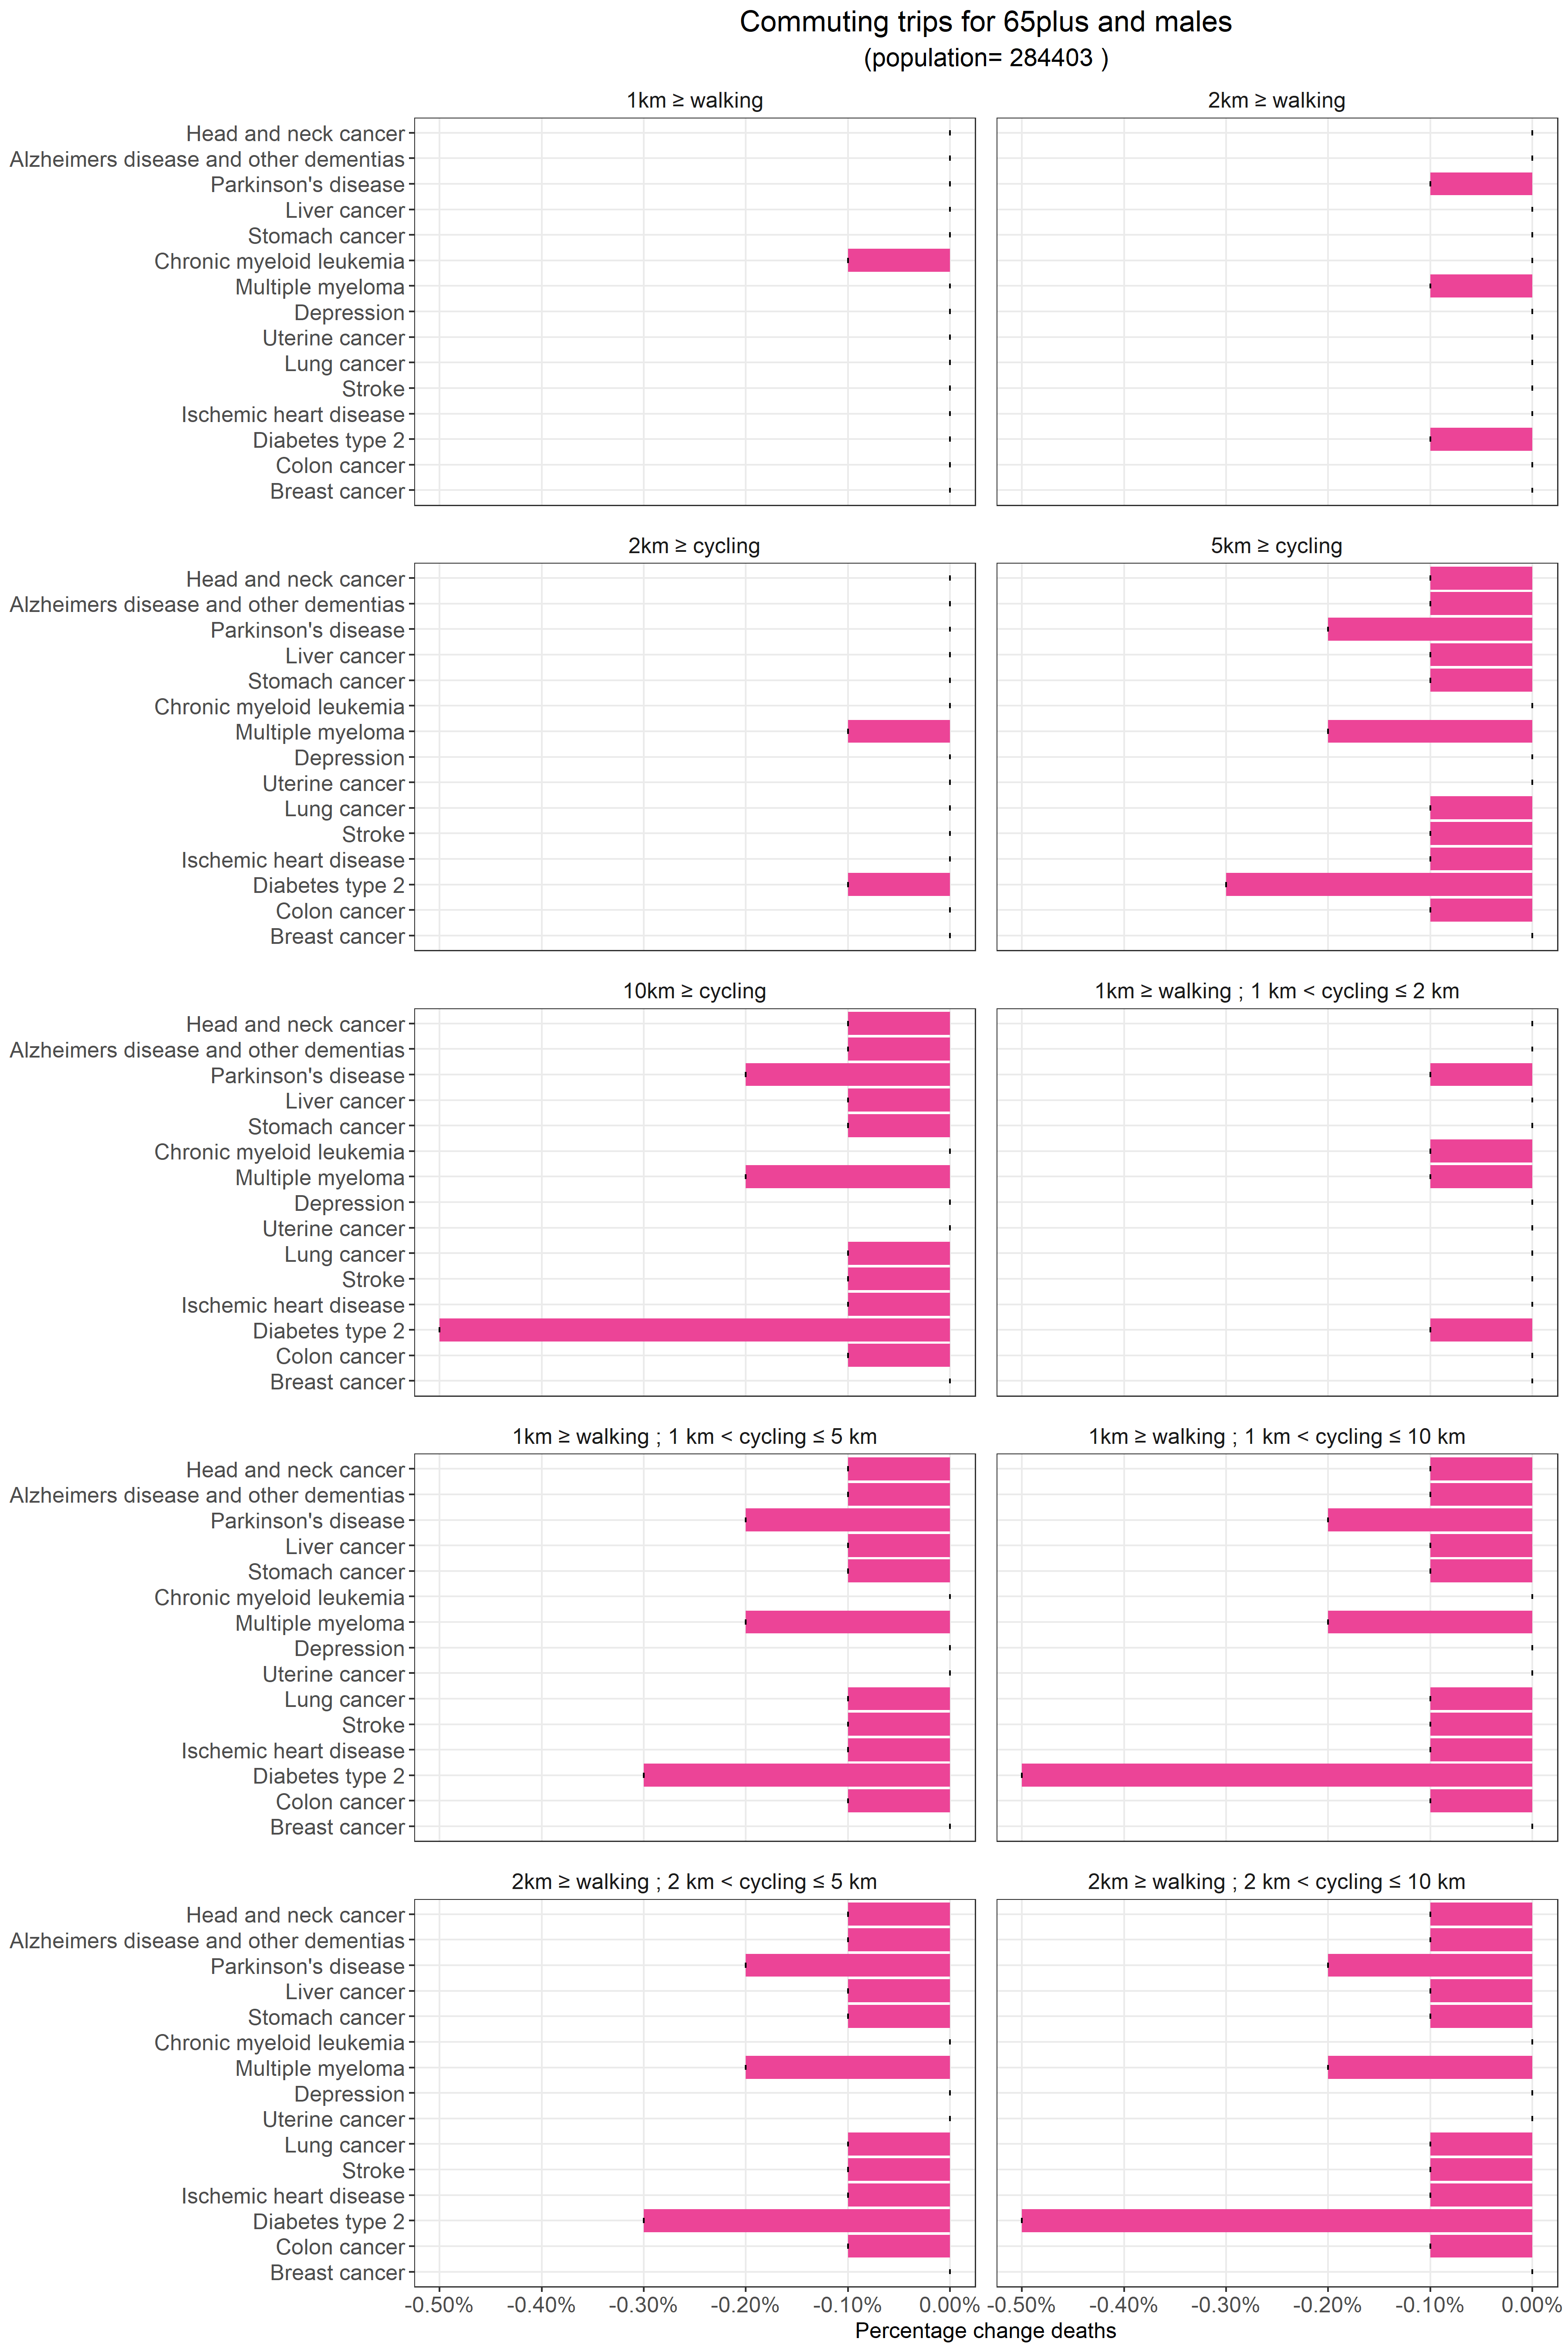 Commuting trips for 65plus and males
(population= 284403 )
1km ≥ walking
2km ≥ walking
Head and neck cancer
Alzheimers disease and other dementias
Parkinson's disease
Liver cancer
Stomach cancer
Chronic myeloid leukemia
Multiple myeloma
Depression
Uterine cancer
Lung cancer
Stroke
Ischemic heart disease
Diabetes type 2
Colon cancer
Breast cancer
2km ≥ cycling
5km ≥ cycling
Head and neck cancer
Alzheimers disease and other dementias
Parkinson's disease
Liver cancer
Stomach cancer
Chronic myeloid leukemia
Multiple myeloma
Depression
Uterine cancer
Lung cancer
Stroke
Ischemic heart disease
Diabetes type 2
Colon cancer
Breast cancer
10km ≥ cycling
1km ≥ walking ; 1 km < cycling ≤ 2 km
Head and neck cancer
Alzheimers disease and other dementias
Parkinson's disease
Liver cancer
Stomach cancer
Chronic myeloid leukemia
Multiple myeloma
Depression
Uterine cancer
Lung cancer
Stroke
Ischemic heart disease
Diabetes type 2
Colon cancer
Breast cancer
1km ≥ walking ; 1 km < cycling ≤ 5 km
1km ≥ walking ; 1 km < cycling ≤ 10 km
Head and neck cancer
Alzheimers disease and other dementias
Parkinson's disease
Liver cancer
Stomach cancer
Chronic myeloid leukemia
Multiple myeloma
Depression
Uterine cancer
Lung cancer
Stroke
Ischemic heart disease
Diabetes type 2
Colon cancer
Breast cancer
2km ≥ walking ; 2 km < cycling ≤ 5 km
2km ≥ walking ; 2 km < cycling ≤ 10 km
Head and neck cancer
Alzheimers disease and other dementias
Parkinson's disease
Liver cancer
Stomach cancer
Chronic myeloid leukemia
Multiple myeloma
Depression
Uterine cancer
Lung cancer
Stroke
Ischemic heart disease
Diabetes type 2
Colon cancer
Breast cancer
-0.50% -0.40% -0.30% -0.20% -0.10% 0.00% -0.50% -0.40% -0.30% -0.20% -0.10% 0.00%
Percentage change deaths